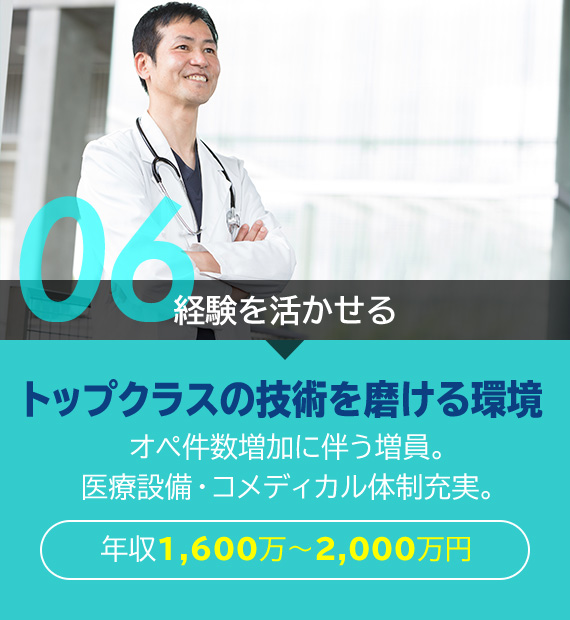 06
経験を活かせる
トップクラスの技術を磨ける環境
オペ件数増加に伴う増員。
医療設備・コメディカル体制充実。
年収1,600万～2,000万円